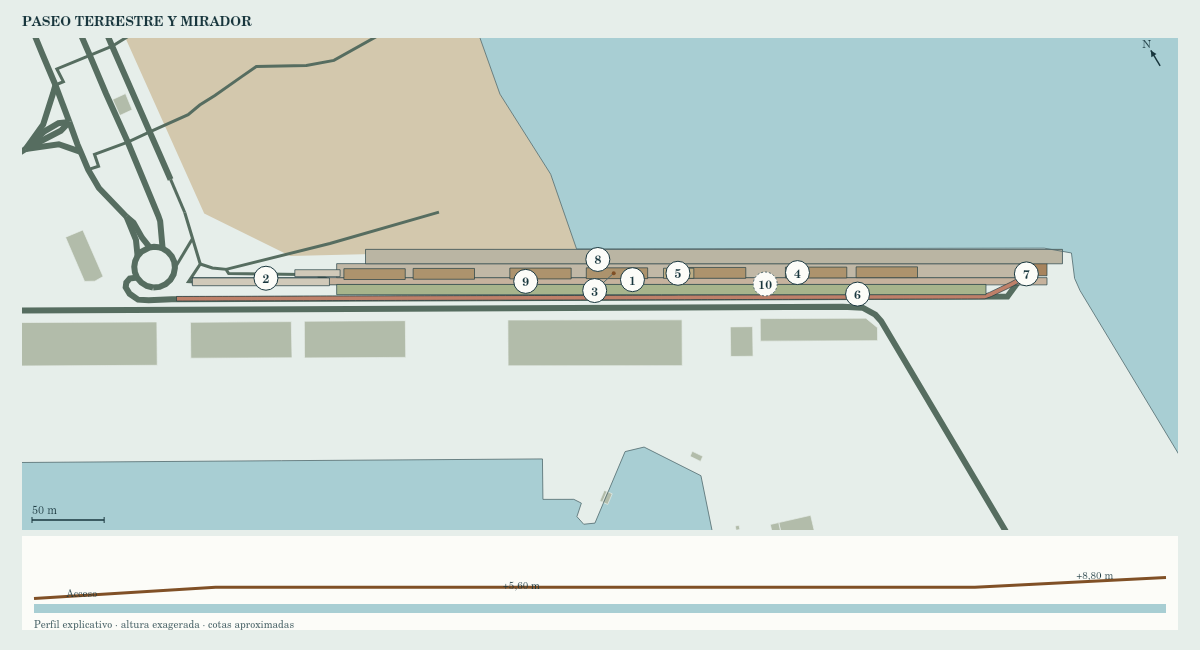 PASEO TERRESTRE Y MIRADOR
N
8
2
9
3
1
5
10
4
6
7
50 m
Acceso
+5,60 m
+8,80 m
Perfil explicativo · altura exagerada · cotas aproximadas